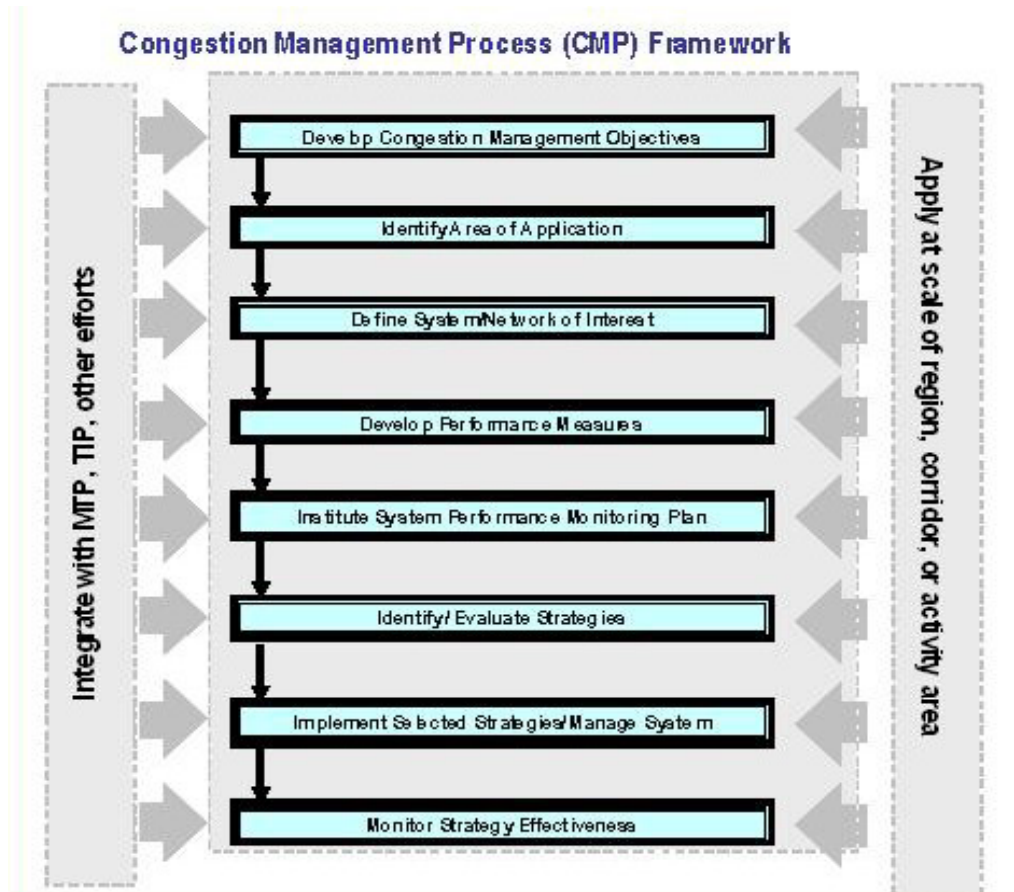 Congestion Management Process (CMP) Framework
Develop Congestion Management Objectives
Identify Area of Application
Define System/Network of Interest
Develop Performance Measures
Institute System Performance Monitoring Plan
Identify/ Evaluate Strategies
Implement Selected Strategies/Manage System
Monitor Strategy Effectiveness
Integrate with MTP, TIP, other efforts
Apply at scale of region, corridor, or activity area